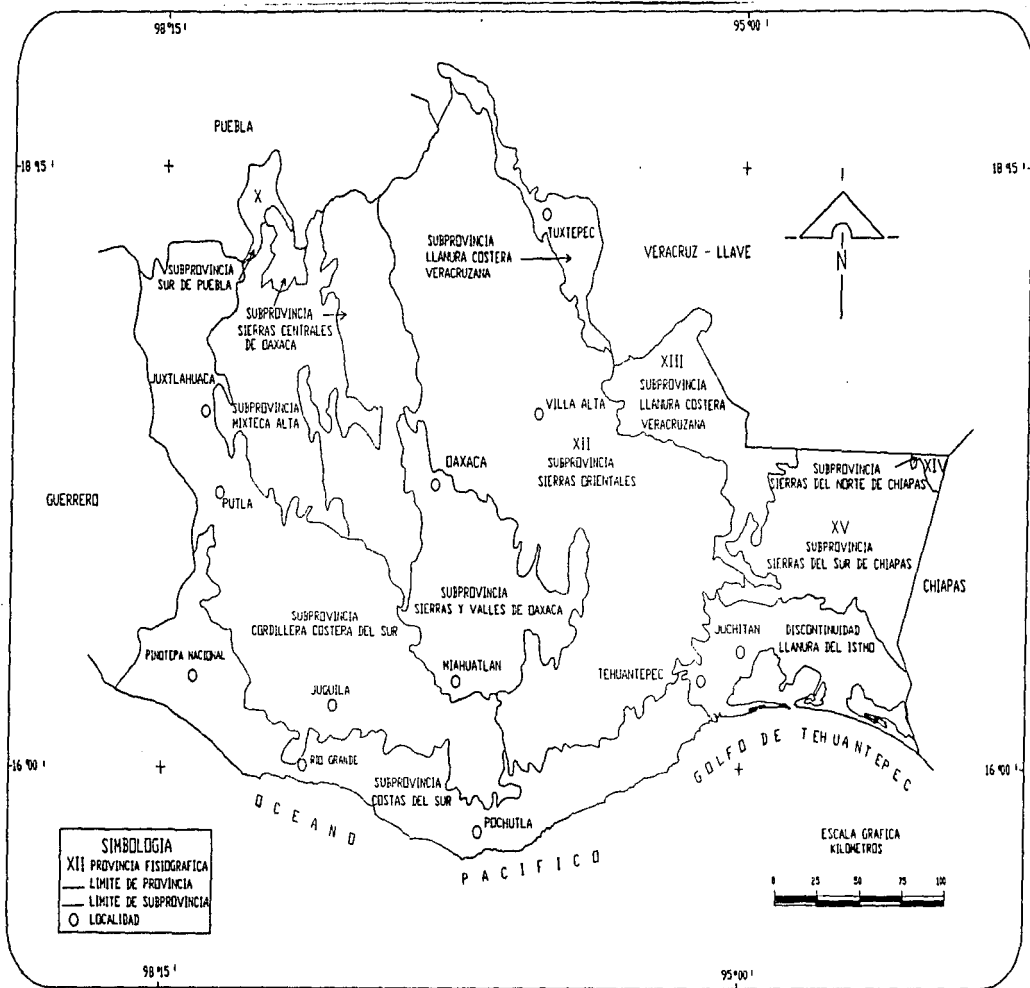 98°15'
95°00'
PUEBLA
18°15'
18°15'
X
TUXTEPEC
SUBPROVINCIA
LLANURA COSTERA
VERACRUZANA
VERACRUZ - LLAVE
N
SUBPROVINCIA
SUR DE PUEBLA
SUBPROVINCIA
SIERRAS CENTRALES
DE OAXACA
XIII
SUBPROVINCIA
LLANURA COSTERA
VERACRUZANA
JUXTLAHUACA
SUBPROVINCIA
MIXTECA ALTA
VILLA ALTA
XII
SUBPROVINCIA
SIERRAS ORIENTALES
OAXACA
SUBPROVINCIA
SIERRAS DEL NORTE DE CHIAPAS
XIV
GUERRERO
PUTLA
XV
SUBPROVINCIA
SIERRAS DEL SUR DE CHIAPAS
CHIAPAS
SUBPROVINCIA
SIERRAS Y VALLES DE OAXACA
SUBPROVINCIA
CORDILLERA COSTERA DEL SUR
JUCHITAN
DISCONTINUIDAD
LLANURA DEL ISTMO
PINOTEPA NACIONAL
MIAHUATLAN
TEHUANTEPEC
JUQUILA
16°00'
RIO GRANDE
16°00'
SUBPROVINCIA
COSTAS DEL SUR
GOLFO DE TEHUANTEPEC
OCEANO
POCHUTLA
PACIFICO
SIMBOLOGIA
XII PROVINCIA FISIOGRAFICA
LIMITE DE PROVINCIA
LIMITE DE SUBPROVINCIA
LOCALIDAD
ESCALA GRAFICA
KILOMETROS
0 25 50 75 100
98°15'
95°00'